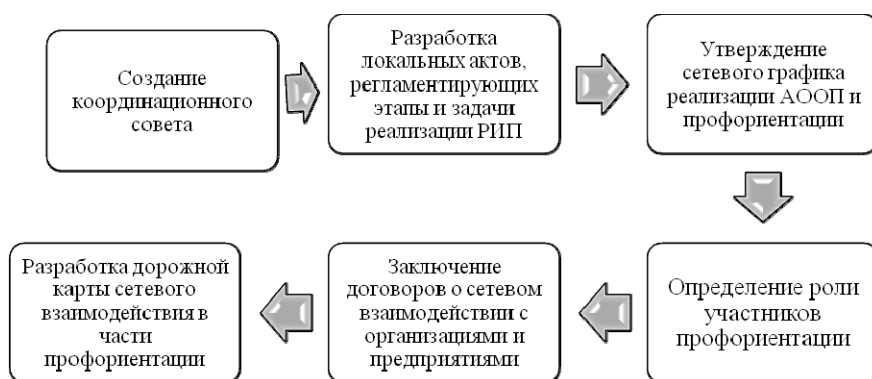 Создание
координационного
совета
Разработка
локальных актов,
регламентирующих
этапы и задачи
реализации РИП
Утверждение
сетевого графика
реализации АООП и
профориентации
Определение роли
участников
профориентации
Заключение
договоров о сетевом
взаимодействии с
организациями и
предприятиями
Разработка дорожной
карты сетевого
взаимодействия в
части
профориентации